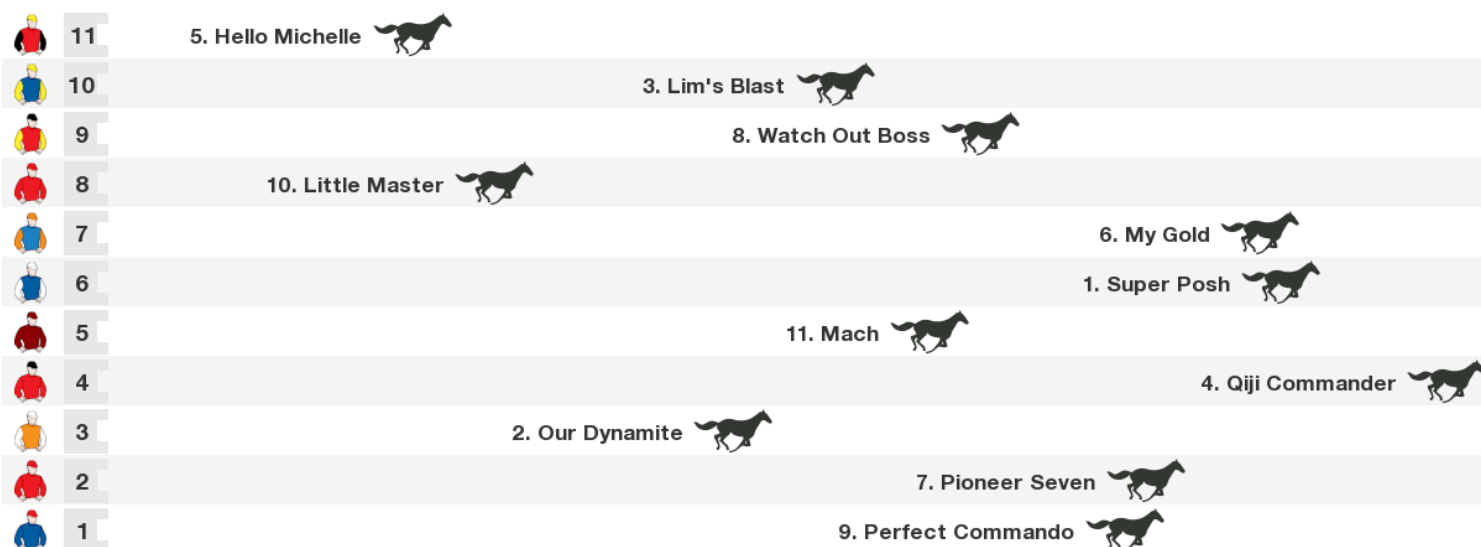 11 5. Hello Michelle
10 3. Lim's Blast
9 8. Watch Out Boss
8 10. Little Master
7 6. My Gold
6 1. Super Posh
5 11. Mach
4 4. Qiji Commander
3 2. Our Dynamite
2 7. Pioneer Seven
1 9. Perfect Commando